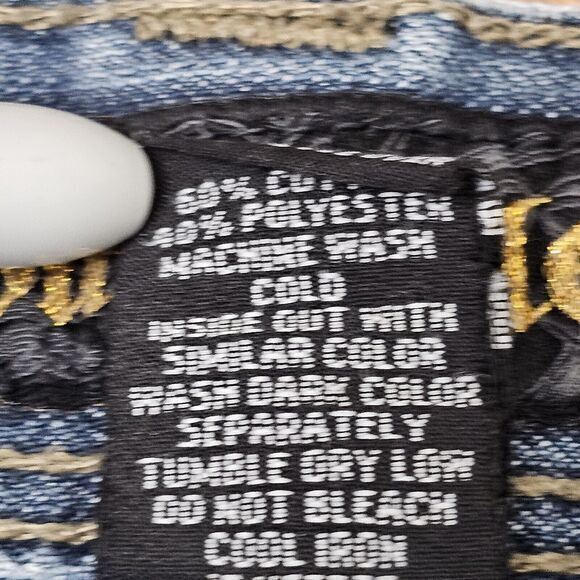 60% COTTON
40% POLYESTER
MACHINE WASH
COLD
INSIDE OUT WITH
SIMILAR COLOR
WASH DARK COLOR
SEPARATELY
TUMBLE DRY LOW
DO NOT BLEACH
COOL IRON